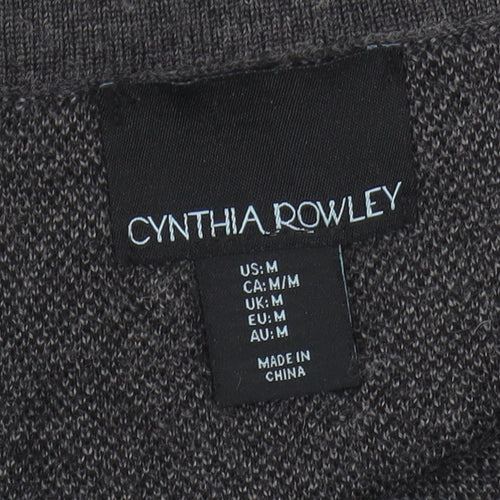 CYNTHIA ROWLEY
US: M
CA: M/M
UK: M
EU: M
AU: M
MADE IN
CHINA